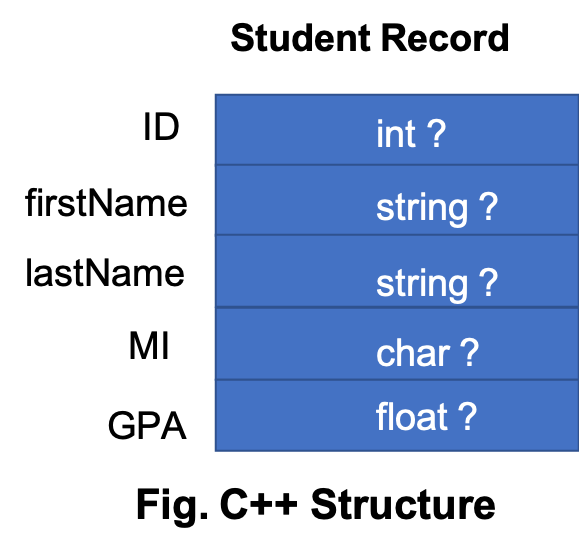 Student Record
ID int ?
firstName string ?
lastName string ?
MI char ?
GPA float ?
Fig. C++ Structure